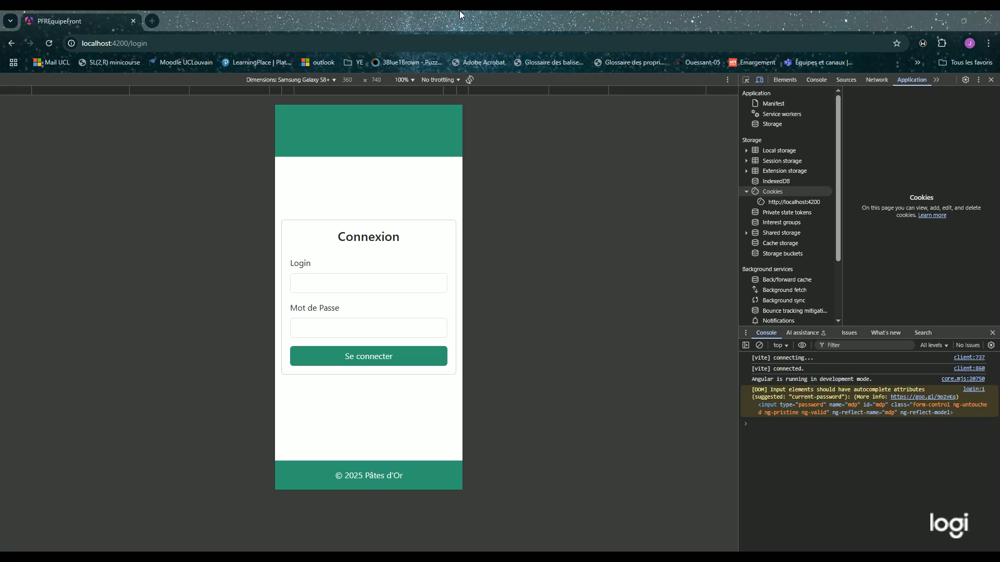 PFREquipeFront
localhost:4200/login
Mail UCL
SL(2,R) minicourse
Moodle UCLouvain
LearningPlace | Plat...
outlook
YE
3Blue1Brown - Puzz...
Adobe Acrobat
Glossaire des balise...
Glossaire des propri...
Ouessant-05
Emargement
Équipes et canaux |...
Tous les favoris
Dimensions: Samsung Galaxy S8+ 360 × 740 100% No throttling
Connexion
Login
Mot de Passe
Se connecter
© 2025 Pâtes d'Or
Elements Console Sources Network Application
Application
Manifest
Service workers
Storage
Storage
Local storage
Session storage
Extension storage
IndexedDB
Cookies
http://localhost:4200
Private state tokens
Interest groups
Shared storage
Cache storage
Storage buckets
Background services
Back/forward cache
Background fetch
Background sync
Bounce tracking mitigati...
Notifications
Cookies
On this page you can view, add, edit, and delete
cookies. Learn more
Console AI assistance Issues What's new Search
top Filter All levels No Issues
[vite] connecting... client:737
[vite] connected. client:860
Angular is running in development mode. core.mjs:20750
[DOM] Input elements should have autocomplete attributes login:1
(suggested: "current-password"): (More info: https://goo.gl/9p2vKq)
<input type="password" name="mdp" id="mdp" class="form-control ng-untouche
d ng-pristine ng-valid" ng-reflect-name="mdp" ng-reflect-model>
J
logi